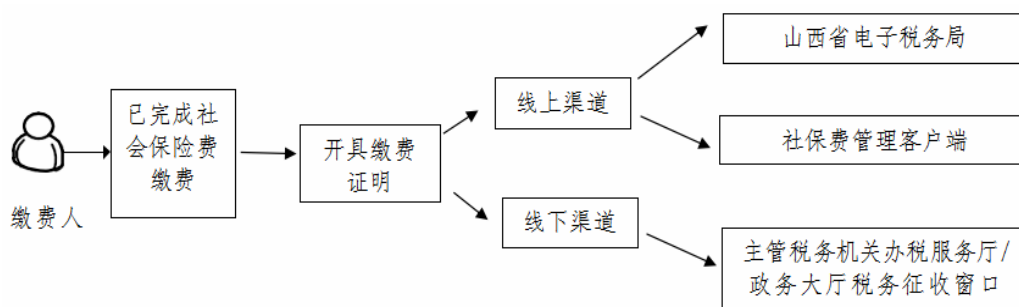 山西省电子税务局
线上渠道
已完成社
会保险费
缴费
开具缴费
证明
社保费管理客户端
缴费人
线下渠道
主管税务机关办税服务厅/
政务大厅税务征收窗口